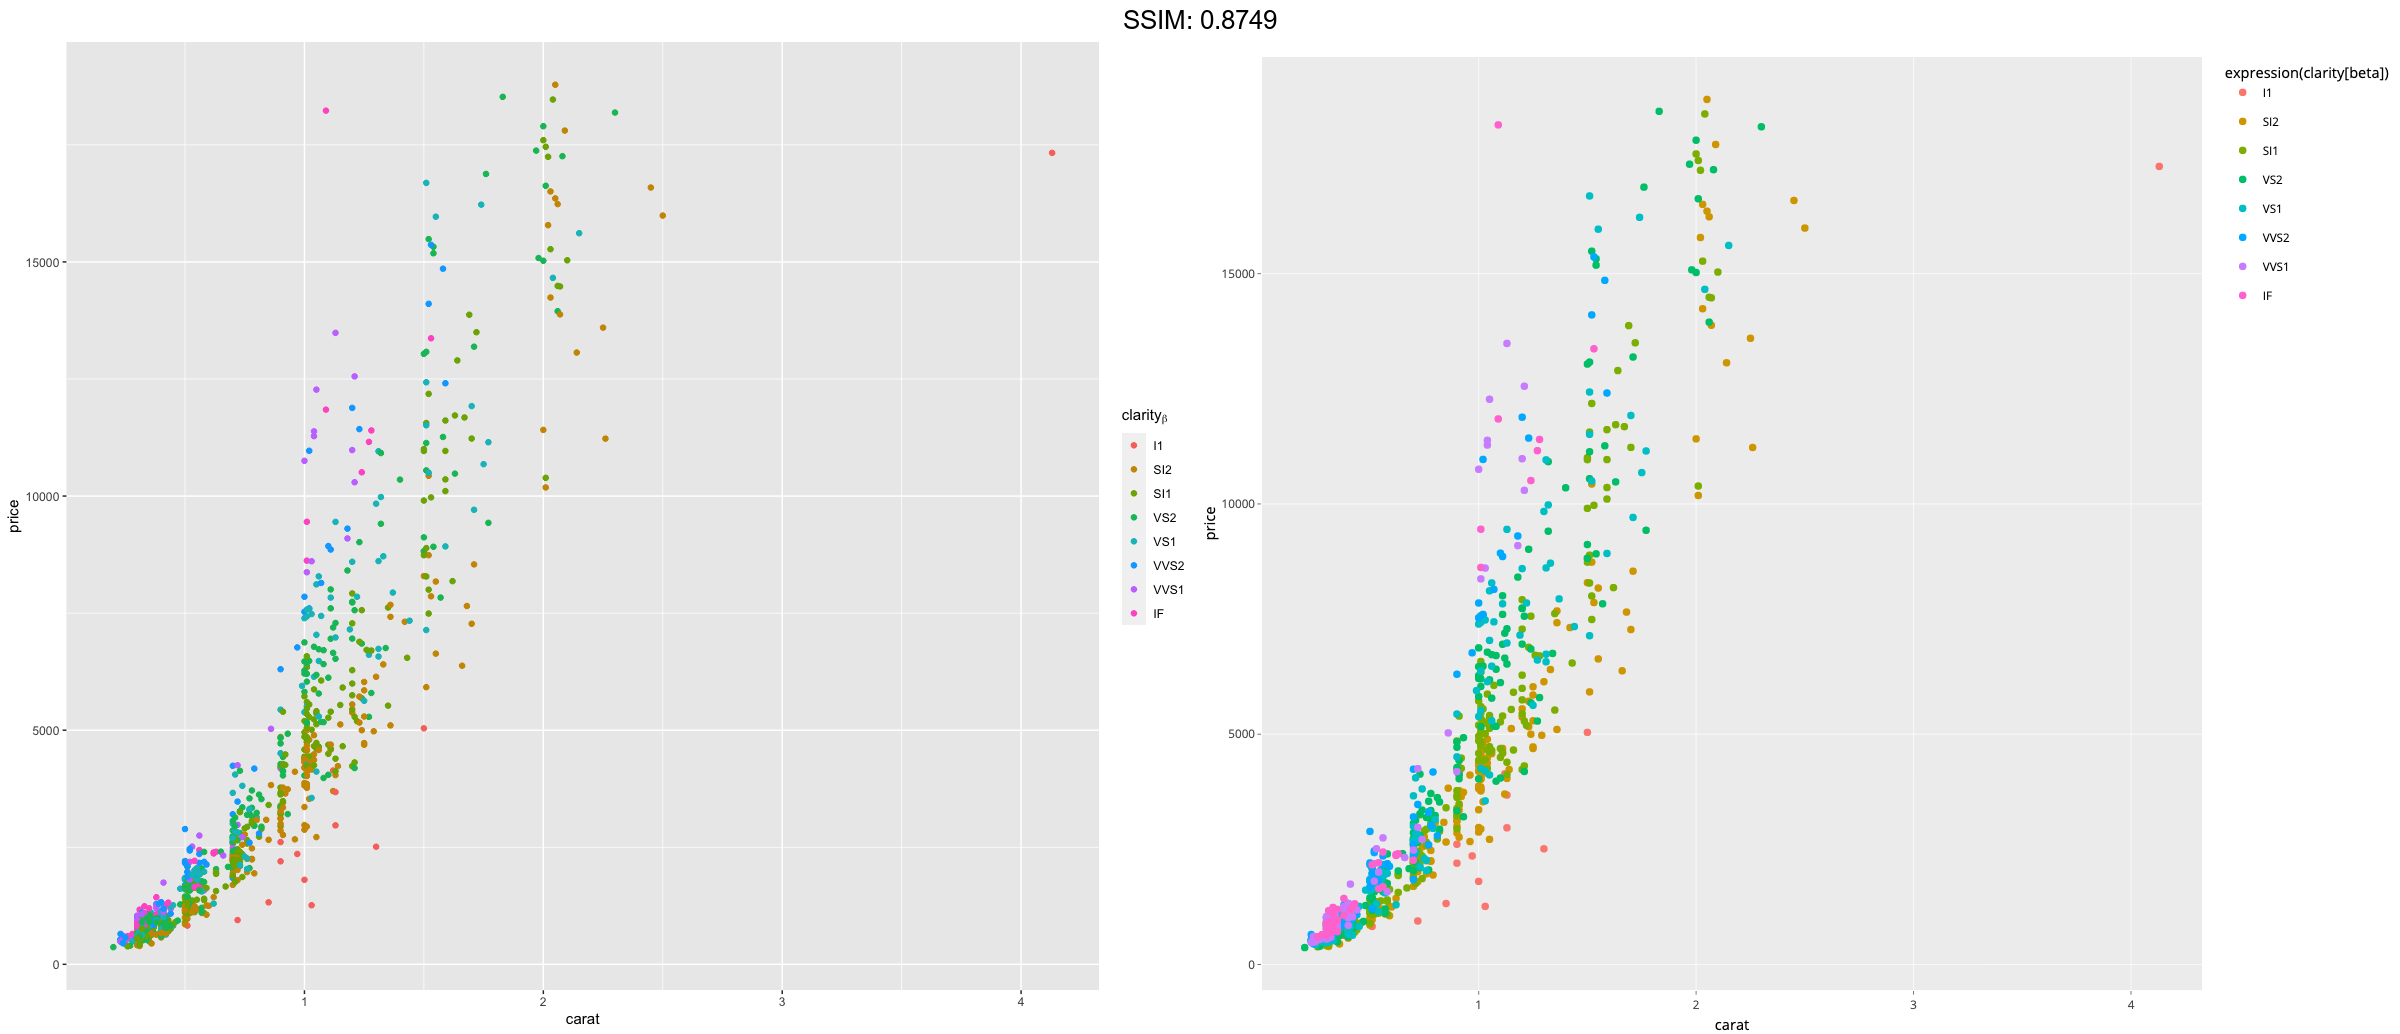 SSIM: 0.8749
price
15000
10000
5000
0
1
2
3
4
carat
clarityβ
I1
SI2
SI1
VS2
VS1
VVS2
VVS1
IF
price
15000
10000
5000
0
1
2
3
4
carat
expression(clarity[beta])
I1
SI2
SI1
VS2
VS1
VVS2
VVS1
IF